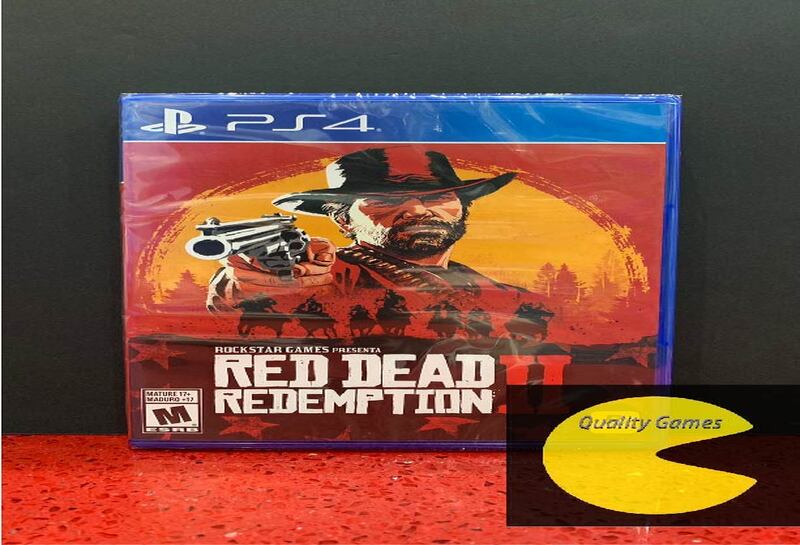 PS4
ROCKSTAR GAMES PRESENTA
RED DEAD
REDEMPTION II
MATURE 17+
MADURO +17
M
ESRB
Quality Games